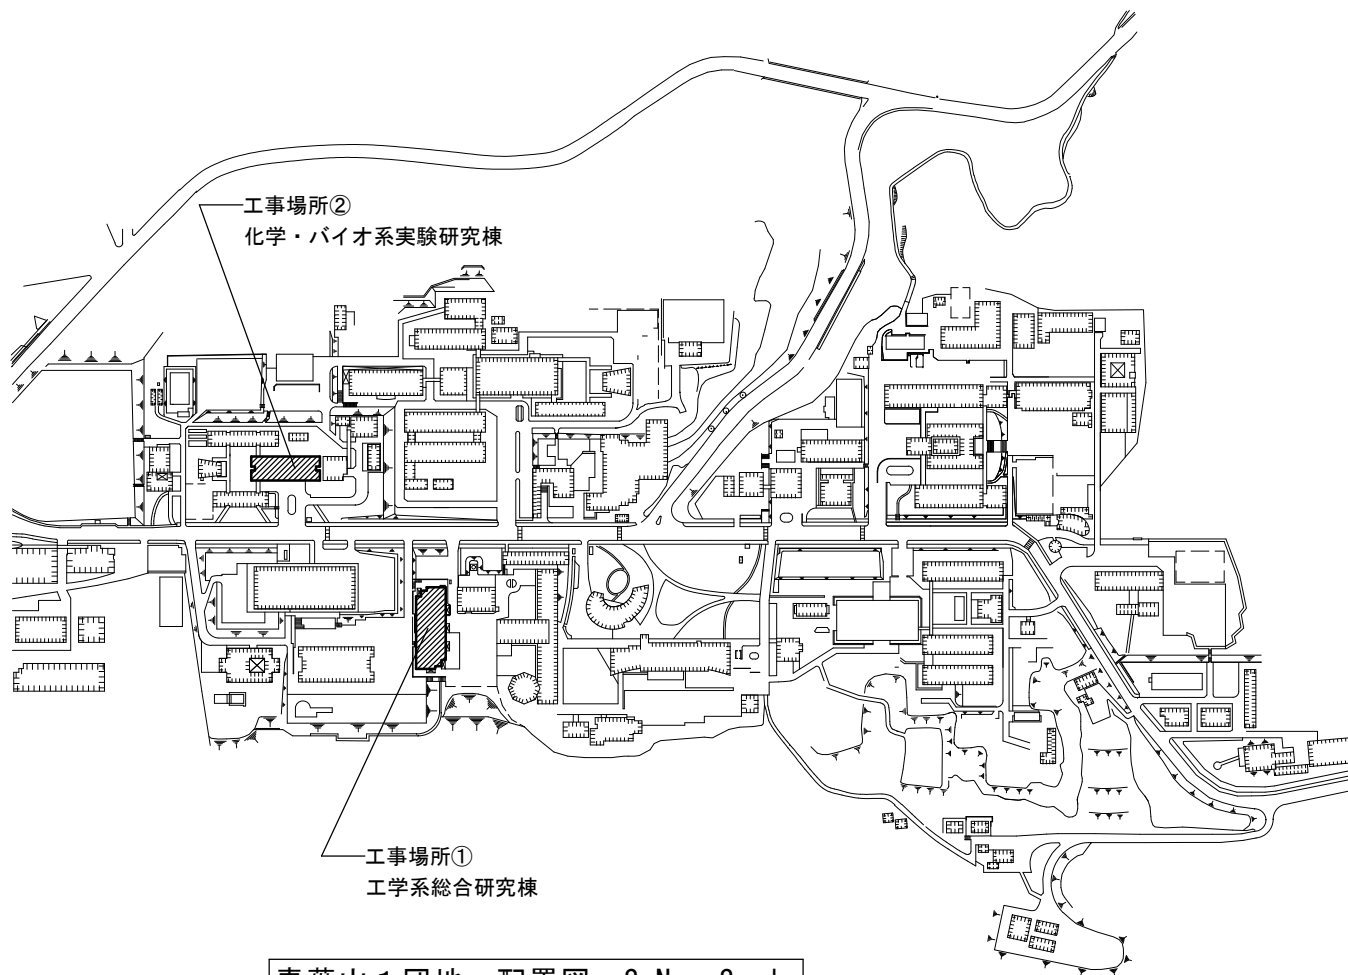 工事場所②
化学・バイオ系実験研究棟
工事場所①
工学系総合研究棟